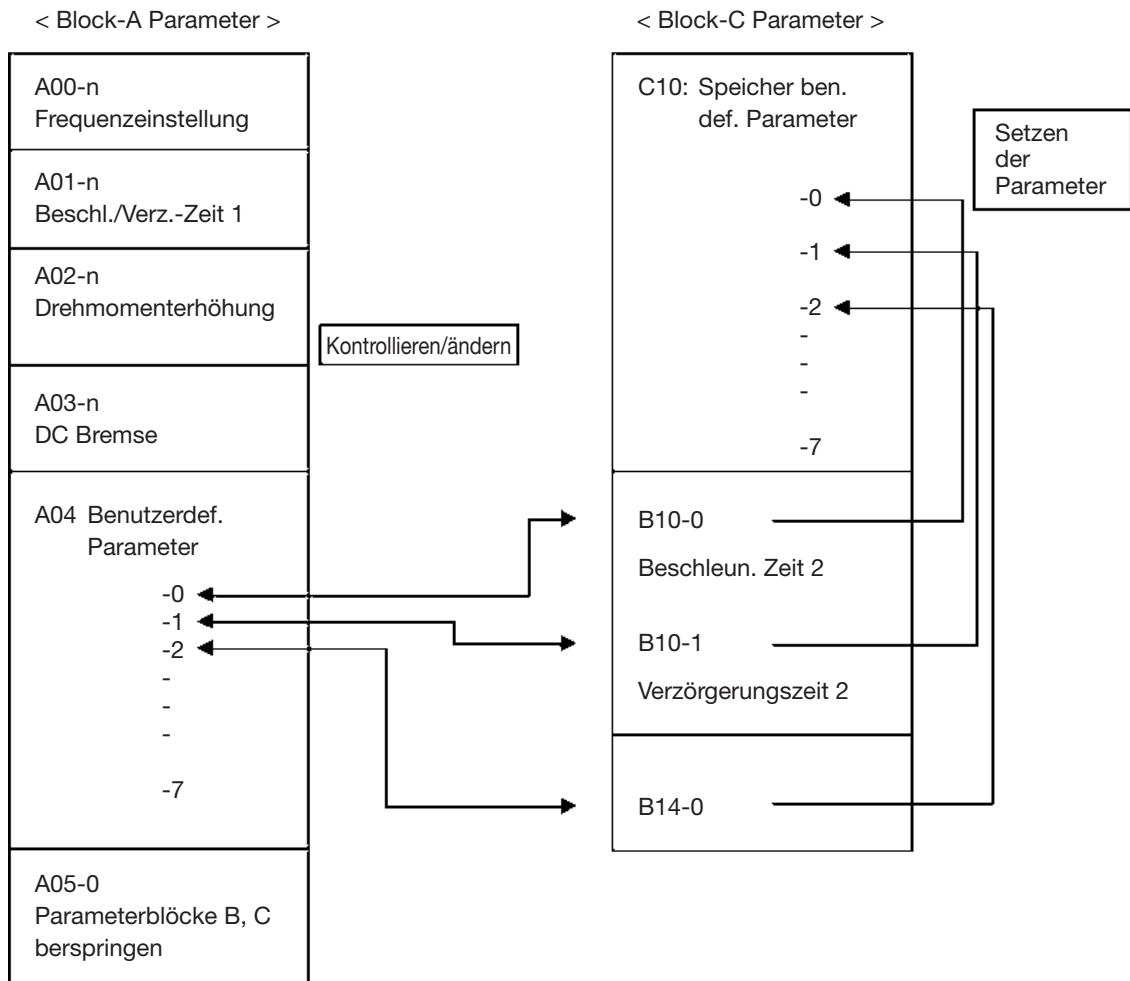 < Block-A Parameter >
A00-n
Frequenzeinstellung
A01-n
Beschl./Verz.-Zeit 1
A02-n
Drehmomenterhöhung
Kontrollieren/ändern
A03-n
DC Bremse
A04 Benutzerdef.
Parameter
-0
-1
-2
-
-
-
-7
A05-0
Parameterblöcke B, C
berspringen
< Block-C Parameter >
C10: Speicher ben.
def. Parameter
-0
-1
-2
-
-
-
-7
Setzen
der
Parameter
B10-0
Beschleun. Zeit 2
B10-1
Verzörgerungszeit 2
B14-0